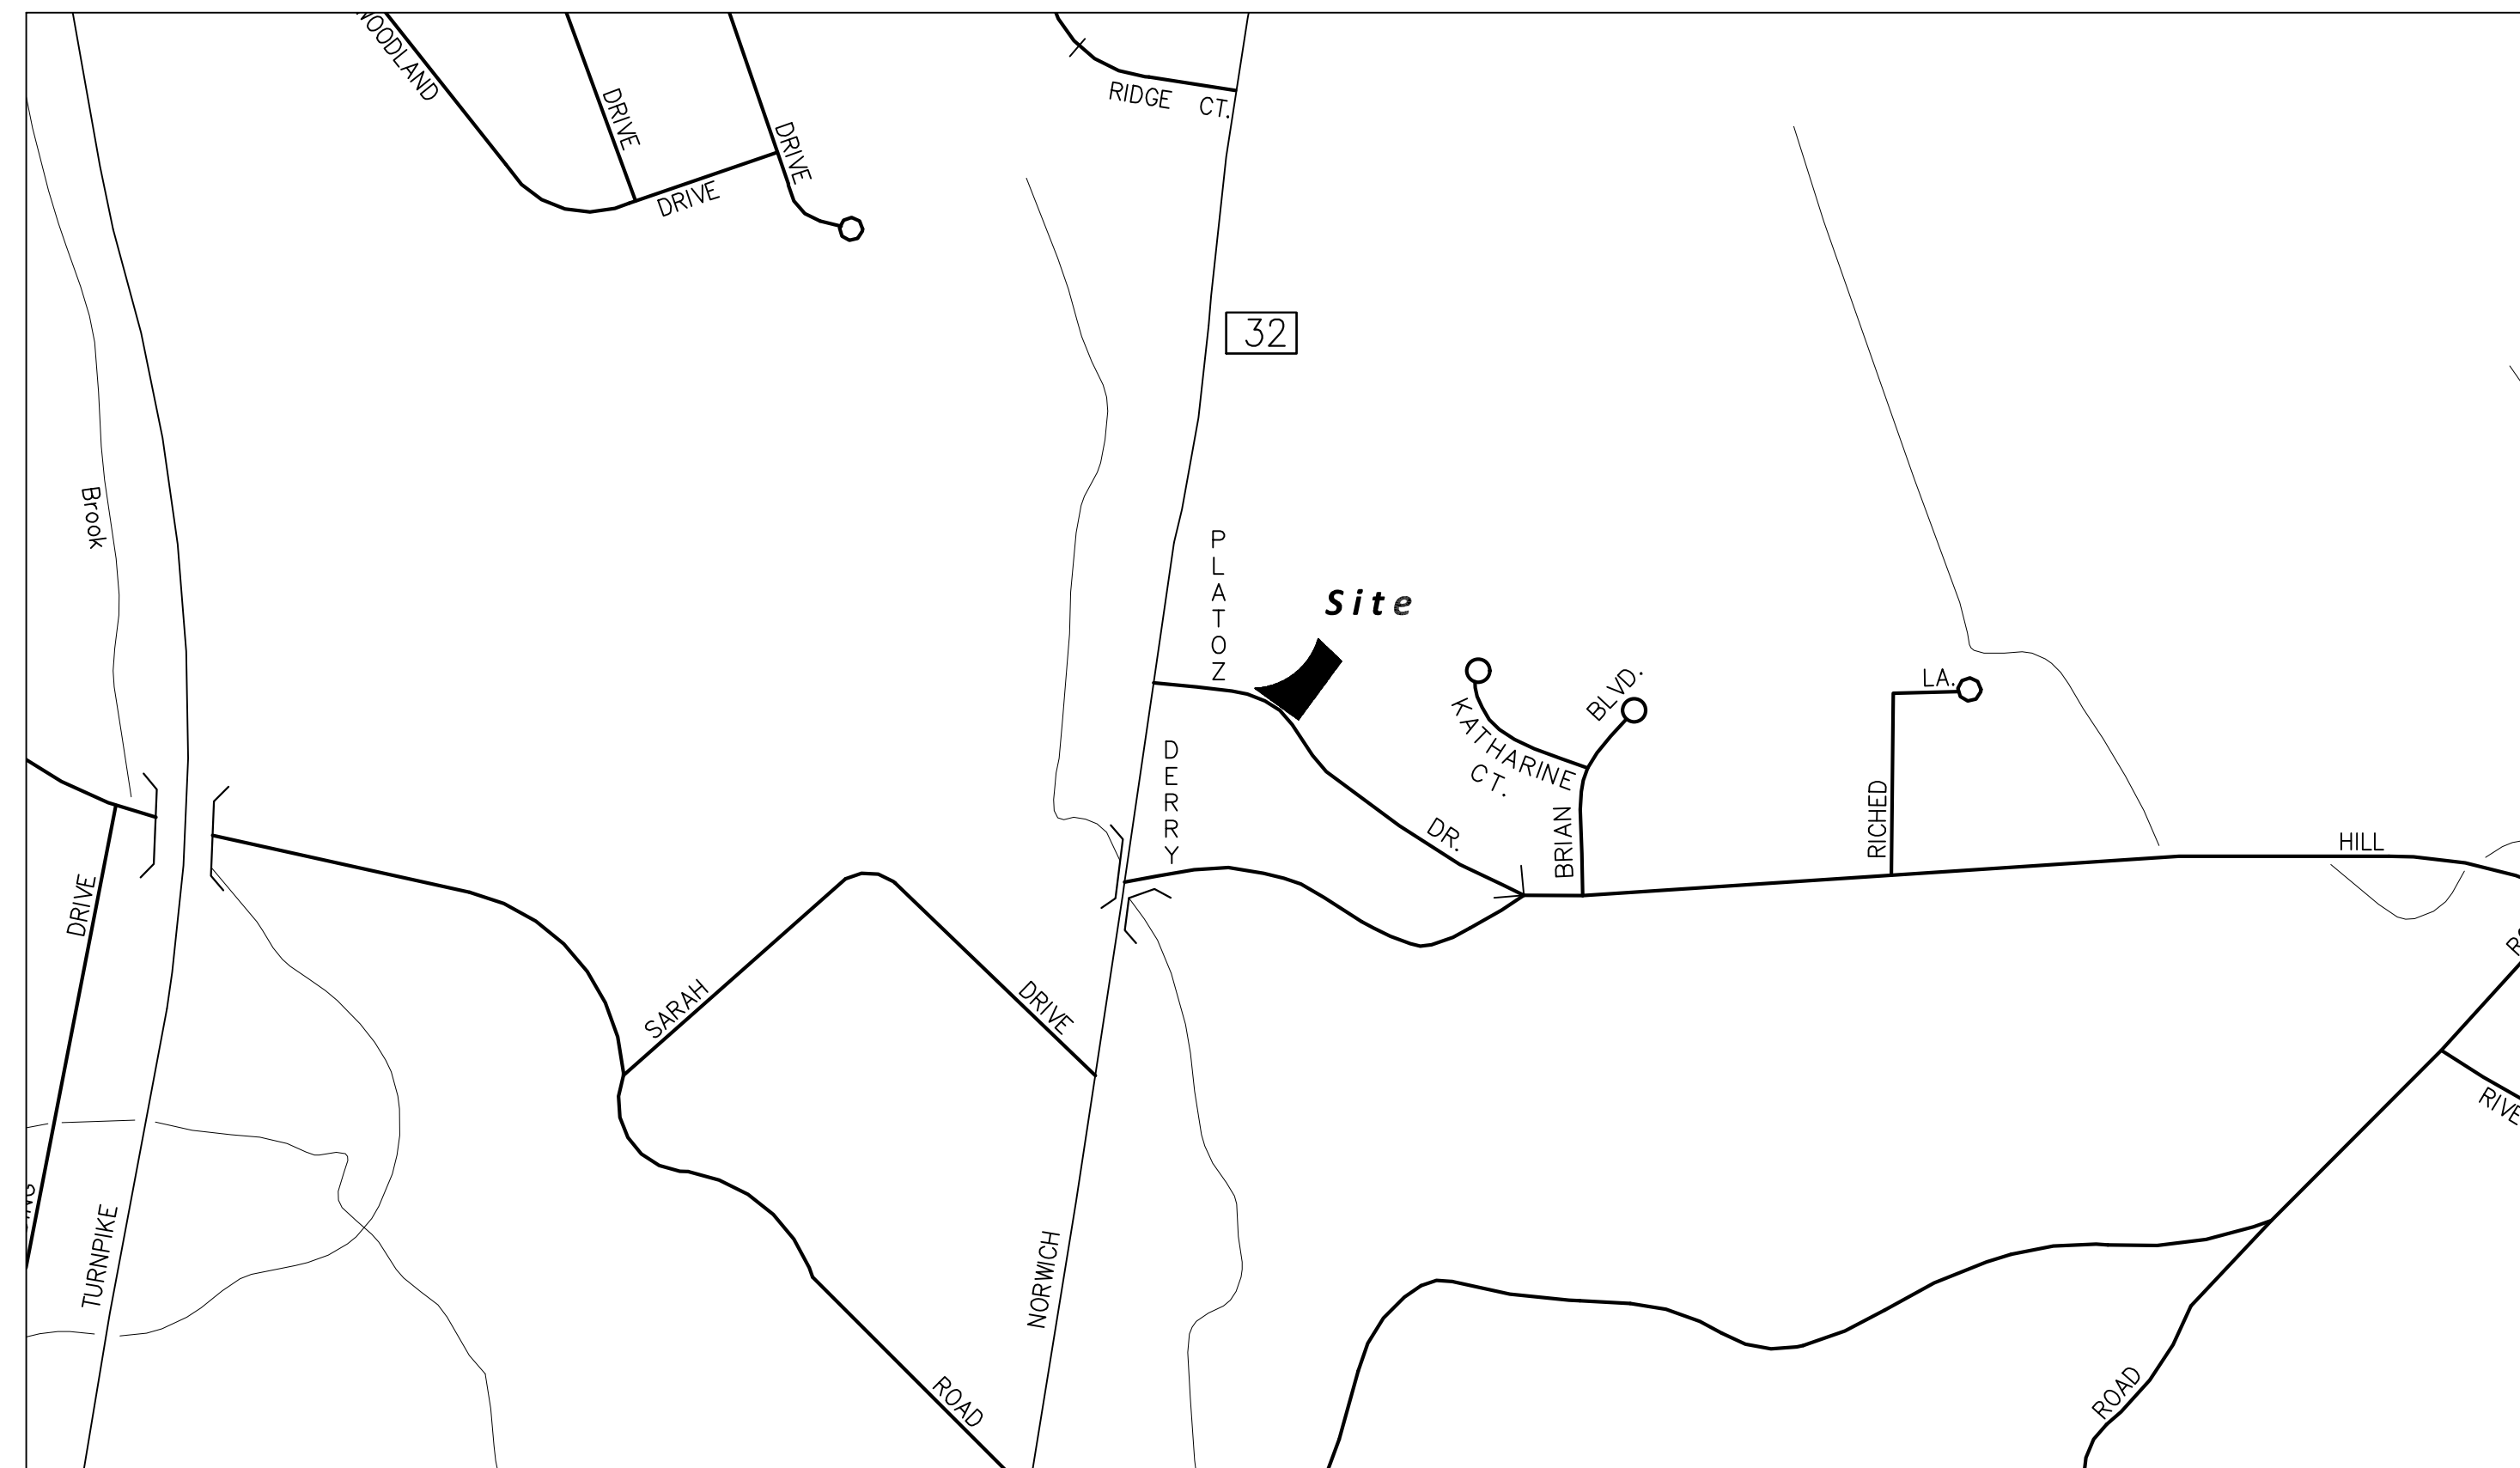 WOODLAND
DRIVE
DRIVE
DRIVE
RIDGE CT.
32
Brook
PLATOZ
Site
DERRY
DR.
KATHARINE
CT.
BLVD.
BRIAN
LA.
RICHED
HILL
DRIVE
SARAH
DRIVE
TURNPIKE
NORWICH
ROAD
ROAD